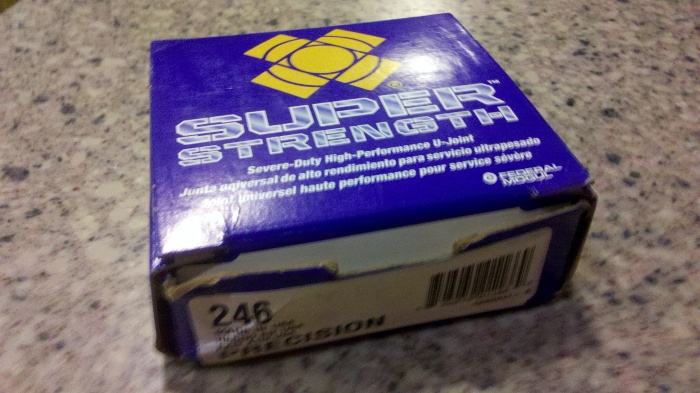 SUPER™
STRENGTH
Severe-Duty High-Performance U-Joint
Junta universal de alto rendimiento para servicio ultrapesado
Joint universel haute performance pour service sévère
FEDERAL
MOGUL
246
PRECISION